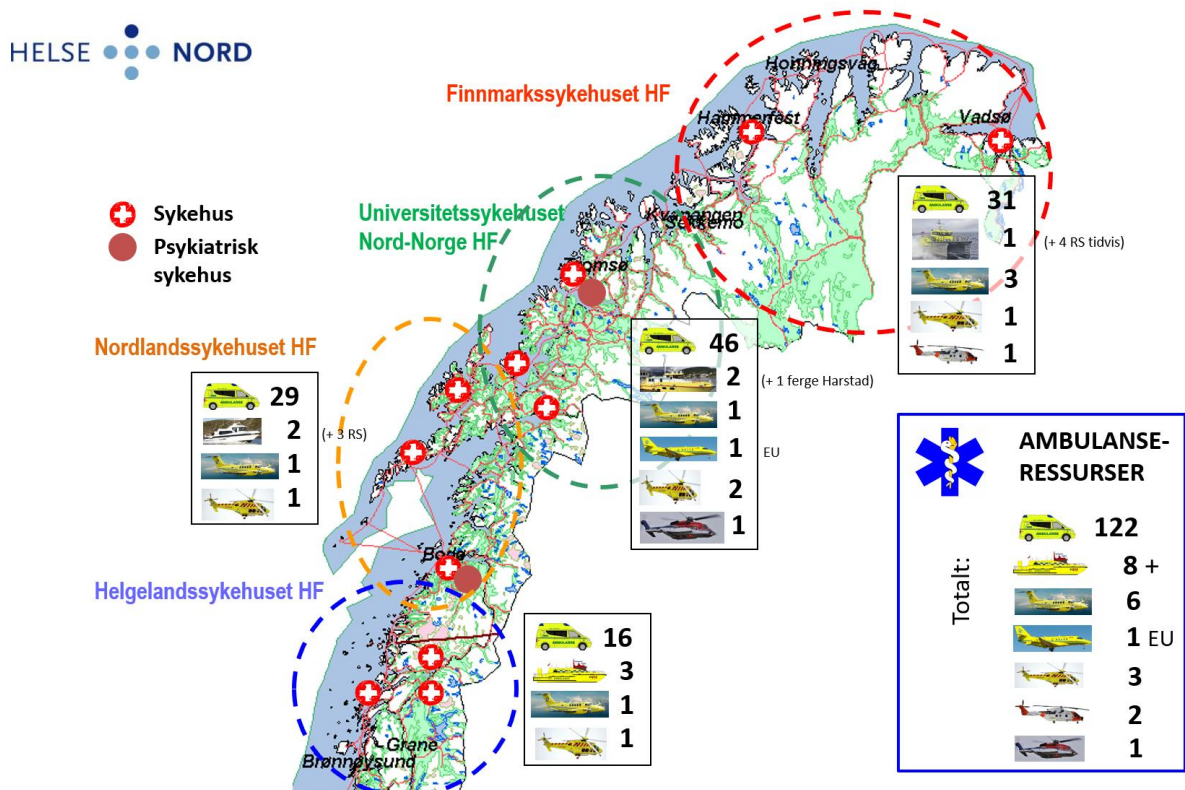 HELSE NORD
Finnmarkssykehuset HF
Honningsvåg
Hammerfest
Vadsø
Sykehus
Psykiatrisk
sykehus
Universitetssykehuset
Nord-Norge HF
31
1 (+ 4 RS tidvis)
3
1
1
Nordlandssykehuset HF
29
2 (+ 3 RS)
1
1
46
2 (+ 1 ferge Harstad)
1
1 EU
2
1
Bodø
Helgelandssykehuset HF
16
3
1
1
Grane
Brønnøysund
AMBULANSE-
RESSURSER
Totalt:
122
8 +
6
1 EU
3
2
1